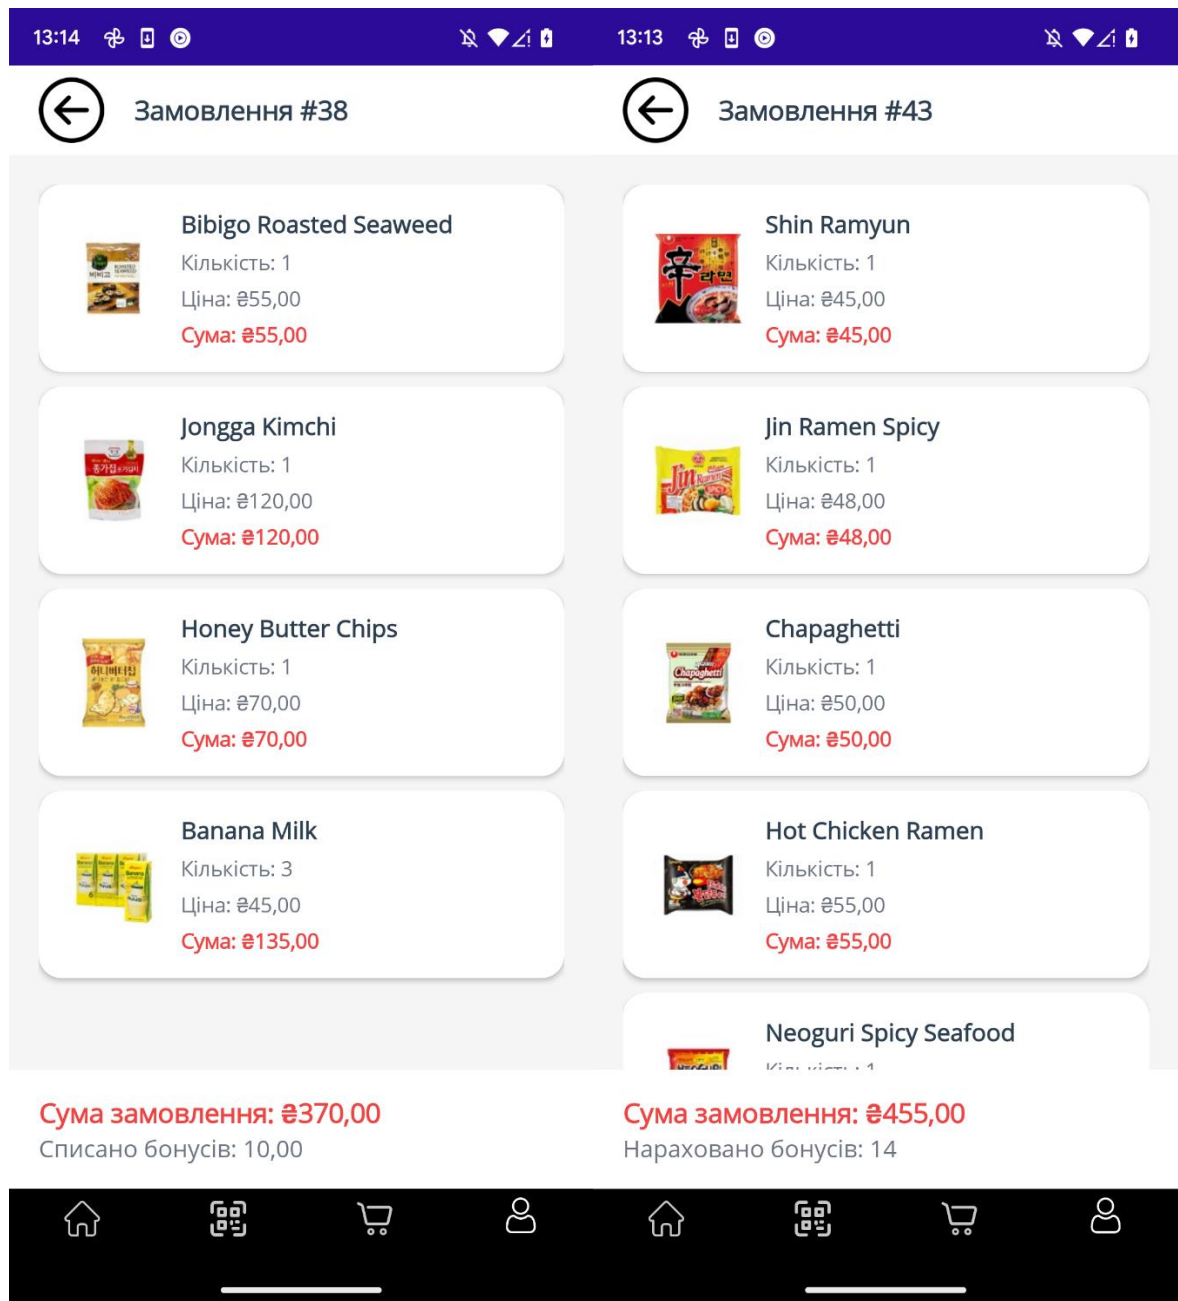 13:14
Замовлення #38
Bibigo Roasted Seaweed
Кількість: 1
Ціна: ₴55,00
Сума: ₴55,00
Jongga Kimchi
Кількість: 1
Ціна: ₴120,00
Сума: ₴120,00
Honey Butter Chips
Кількість: 1
Ціна: ₴70,00
Сума: ₴70,00
Banana Milk
Кількість: 3
Ціна: ₴45,00
Сума: ₴135,00
Сума замовлення: ₴370,00
Списано бонусів: 10,00
13:13
Замовлення #43
Shin Ramyun
Кількість: 1
Ціна: ₴45,00
Сума: ₴45,00
Jin Ramen Spicy
Кількість: 1
Ціна: ₴48,00
Сума: ₴48,00
Chapaghetti
Кількість: 1
Ціна: ₴50,00
Сума: ₴50,00
Hot Chicken Ramen
Кількість: 1
Ціна: ₴55,00
Сума: ₴55,00
Neoguri Spicy Seafood
Кількість: 1
Сума замовлення: ₴455,00
Нараховано бонусів: 14